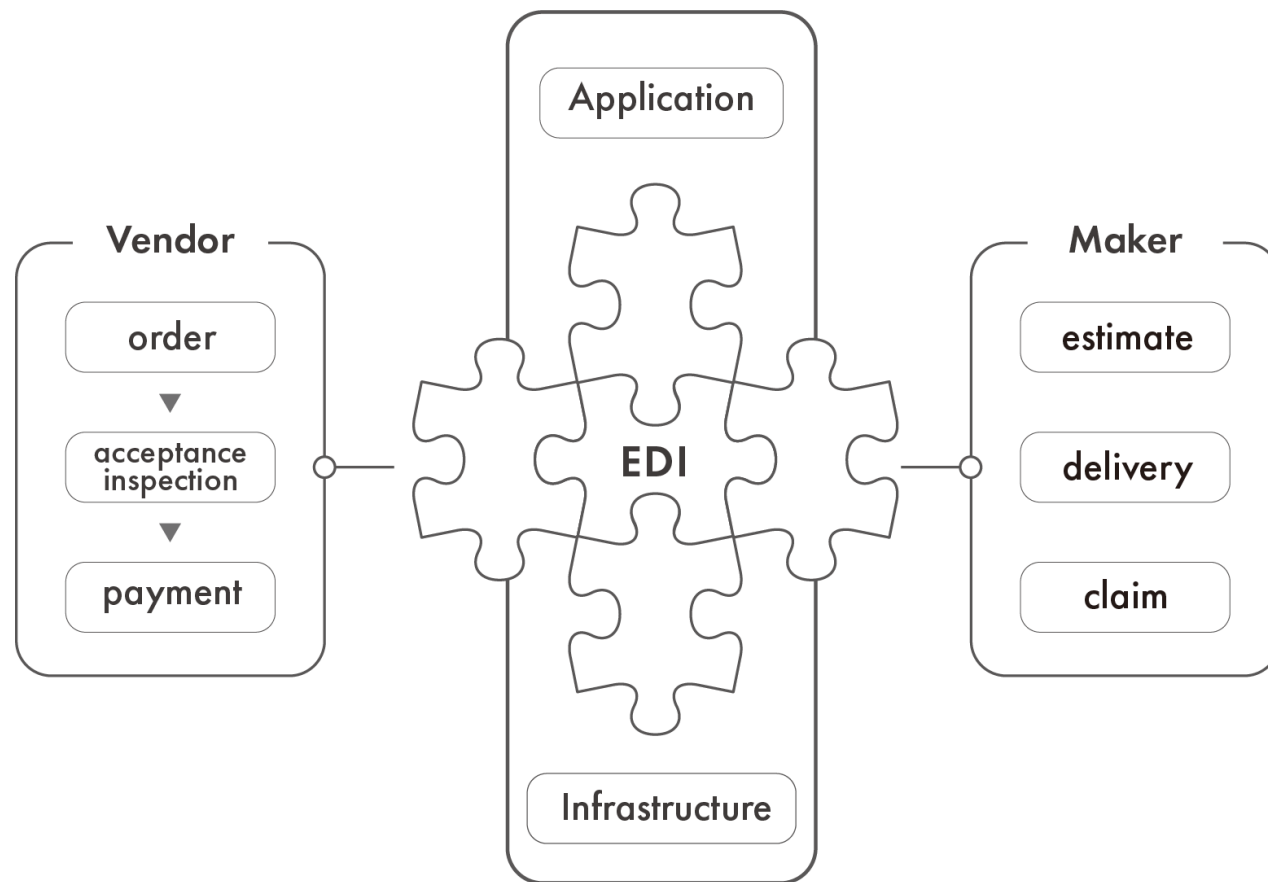 Application
Vendor
order
acceptance
inspection
payment
EDI
Maker
estimate
delivery
claim
Infrastructure